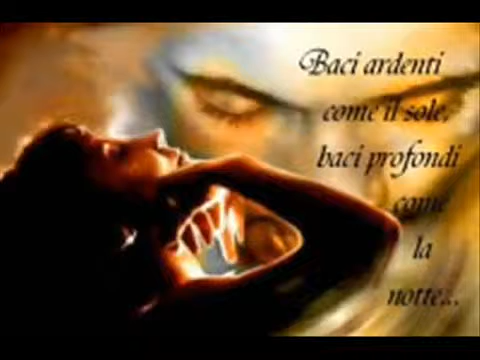 Baci ardenti
come il sole,
baci profondi
come
la
notte...